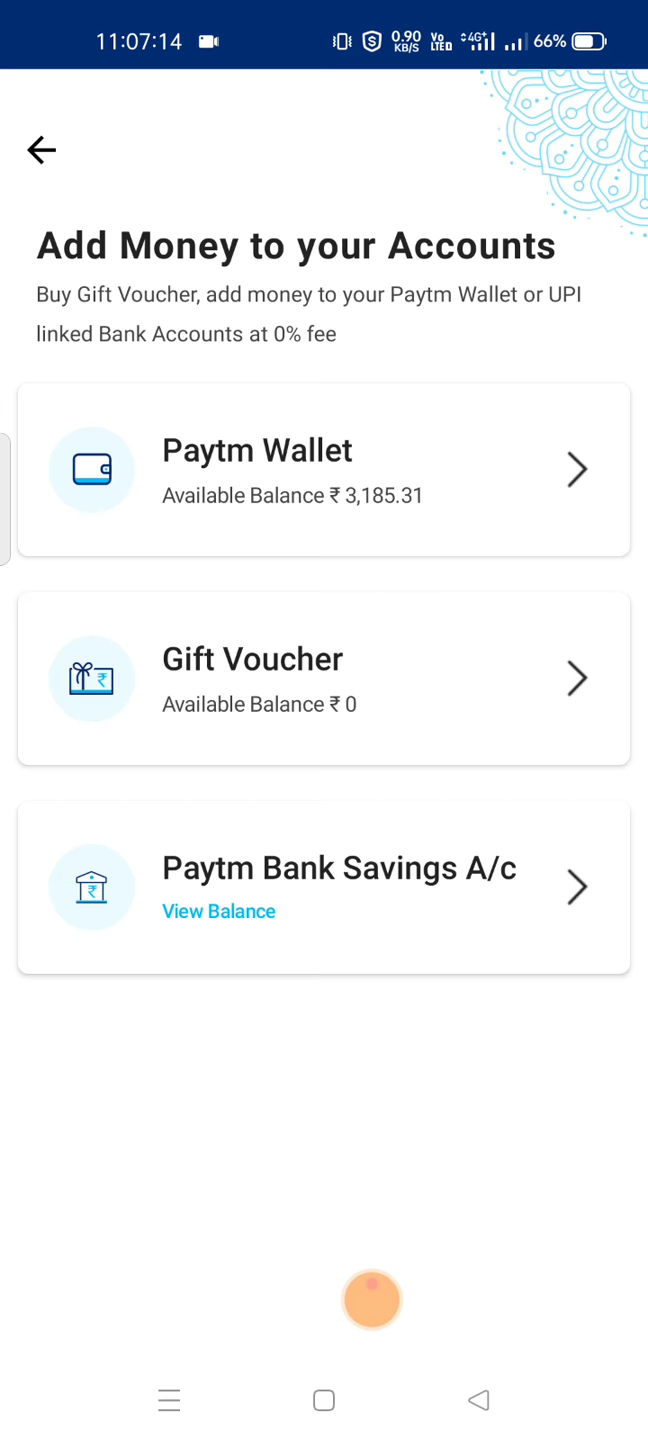 11:07:14 0.90 KB/S Vo LTED 4G+ 66%
Add Money to your Accounts
Buy Gift Voucher, add money to your Paytm Wallet or UPI
linked Bank Accounts at 0% fee
Paytm Wallet
Available Balance ₹ 3,185.31
Gift Voucher
Available Balance ₹ 0
Paytm Bank Savings A/c
View Balance